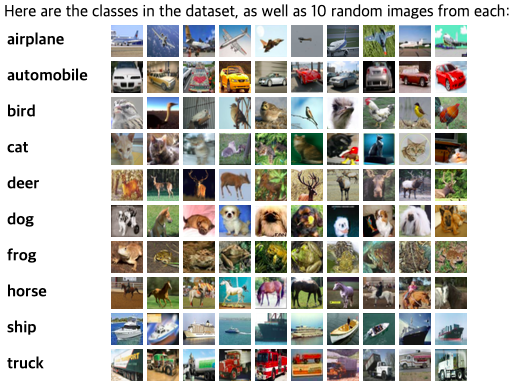 Here are the classes in the dataset, as well as 10 random images from each:
airplane
automobile
bird
cat
deer
dog
frog
horse
ship
truck